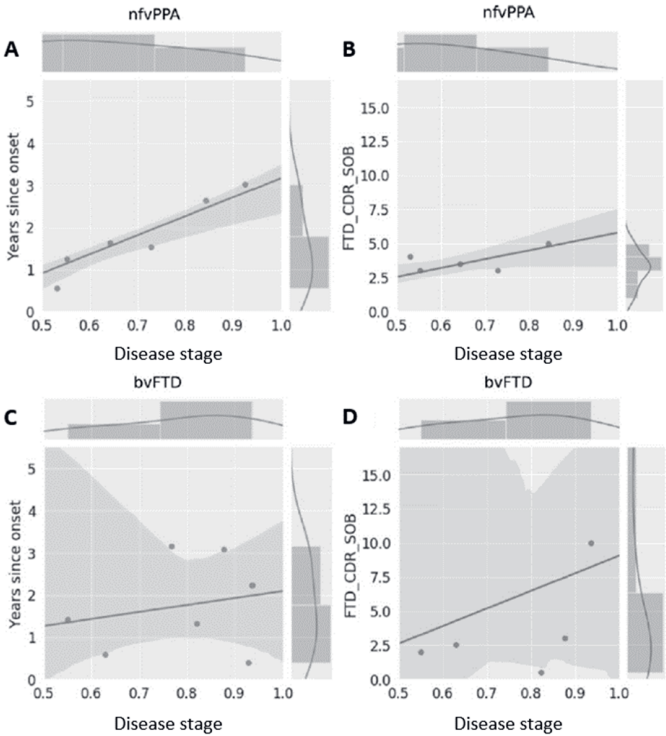 nfvPPA
A
Years since onset
5
4
3
2
1
0
0.5 0.6 0.7 0.8 0.9 1.0
Disease stage
nfvPPA
B
FTD_CDR_SOB
15.0
12.5
10.0
7.5
5.0
2.5
0.0
0.5 0.6 0.7 0.8 0.9 1.0
Disease stage
bvFTD
C
Years since onset
5
4
3
2
1
0
0.5 0.6 0.7 0.8 0.9 1.0
Disease stage
bvFTD
D
FTD_CDR_SOB
15.0
12.5
10.0
7.5
5.0
2.5
0.0
0.5 0.6 0.7 0.8 0.9 1.0
Disease stage